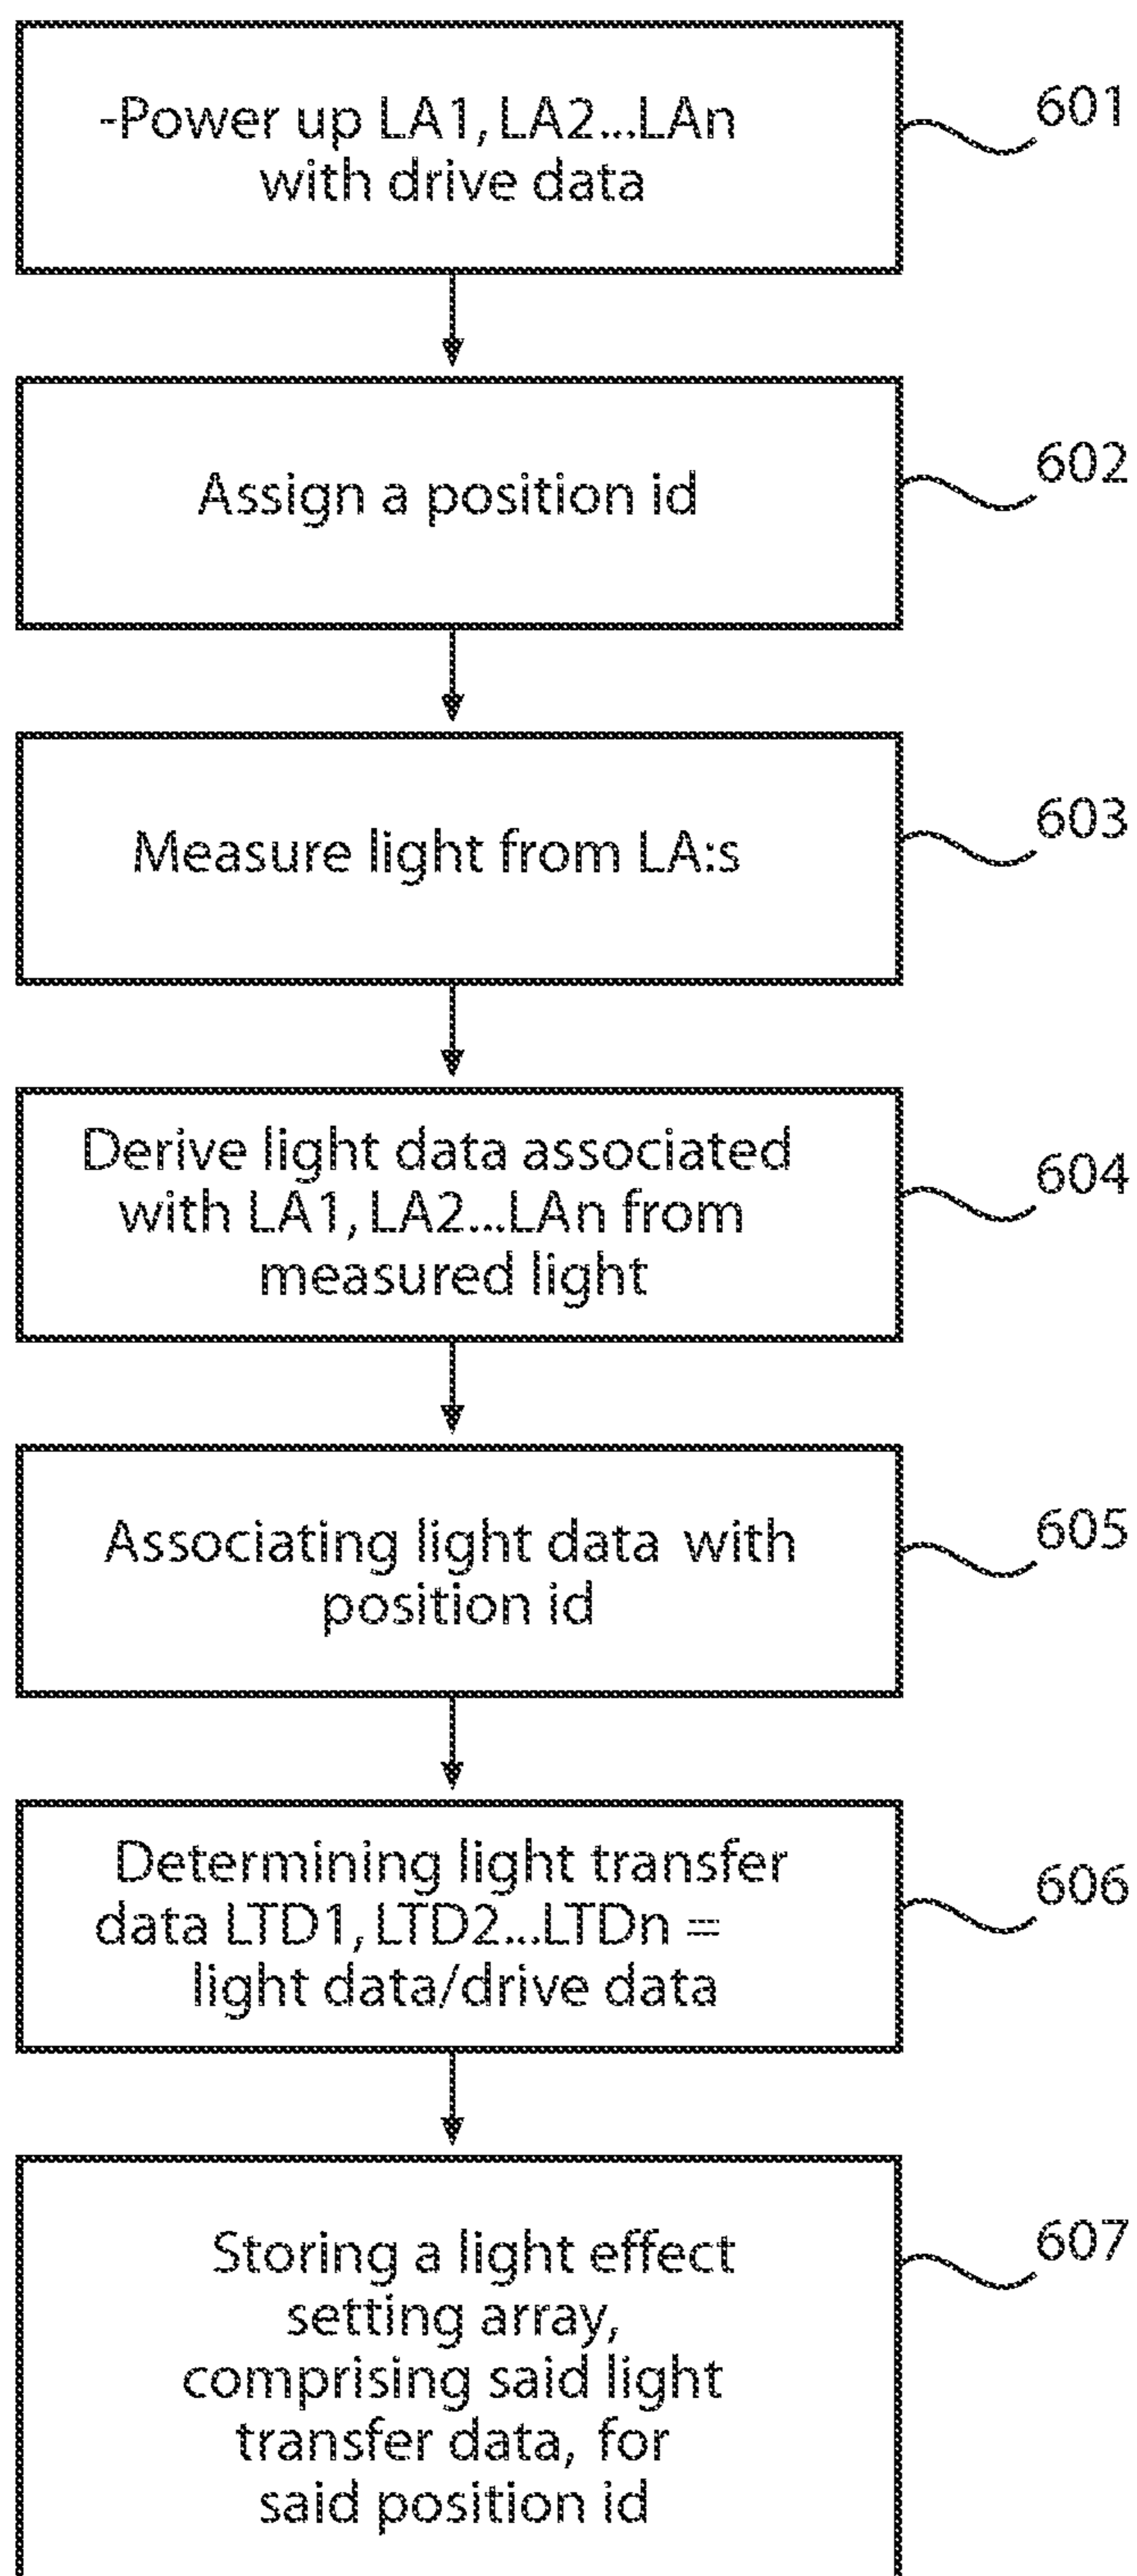 -Power up LA1, LA2...LAn
with drive data
601
Assign a position id
602
Measure light from LA:s
603
Derive light data associated
with LA1, LA2...LAn from
measured light
604
Associating light data with
position id
605
Determining light transfer
data LTD1, LTD2...LTDn =
light data/drive data
606
Storing a light effect
setting array,
comprising said light
transfer data, for
said position id
607